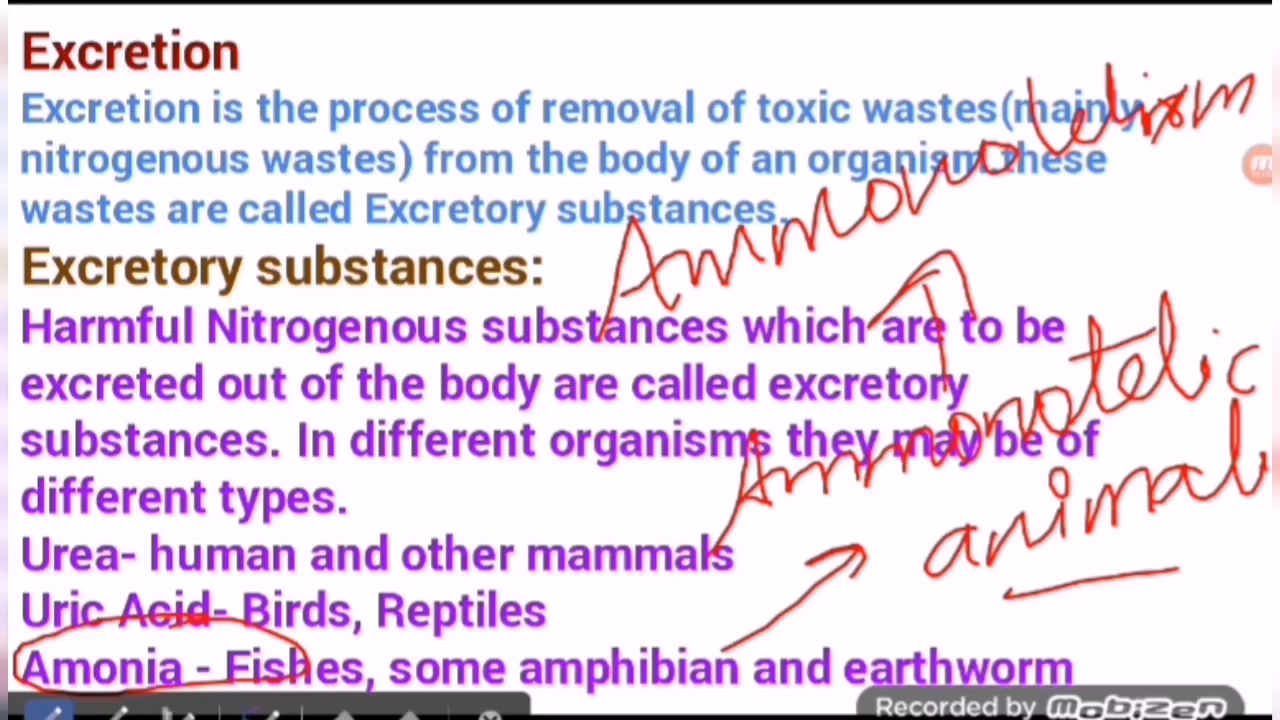 Excretion
Excretion is the process of removal of toxic wastes(mainly
nitrogenous wastes) from the body of an organism these
wastes are called Excretory substances.
Ammonotelism
Excretory substances:
Harmful Nitrogenous substances which are to be
excreted out of the body are called excretory
substances. In different organisms they may be of
different types.
Ammonotelic
animal
Urea- human and other mammals
Uric Acid- Birds, Reptiles
Amonia - Fishes, some amphibian and earthworm
Recorded by mobizen